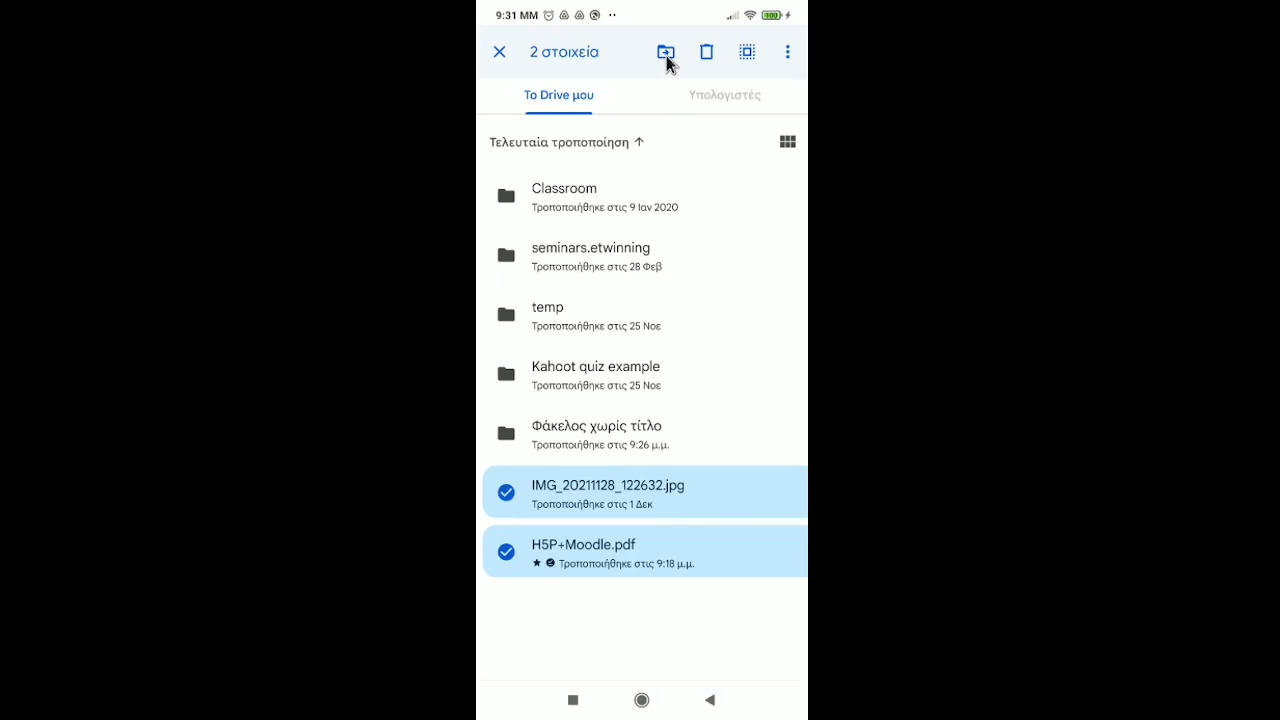 9:31 ΜΜ
100
2 στοιχεία
Το Drive μου
Υπολογιστές
Τελευταία τροποποίηση
Classroom
Τροποποιήθηκε στις 9 Ιαν 2020
seminars.etwinning
Τροποποιήθηκε στις 28 Φεβ
temp
Τροποποιήθηκε στις 25 Νοε
Kahoot quiz example
Τροποποιήθηκε στις 25 Νοε
Φάκελος χωρίς τίτλο
Τροποποιήθηκε στις 9:26 μ.μ.
IMG_20211128_122632.jpg
Τροποποιήθηκε στις 1 Δεκ
H5P+Moodle.pdf
Τροποποιήθηκε στις 9:18 μ.μ.